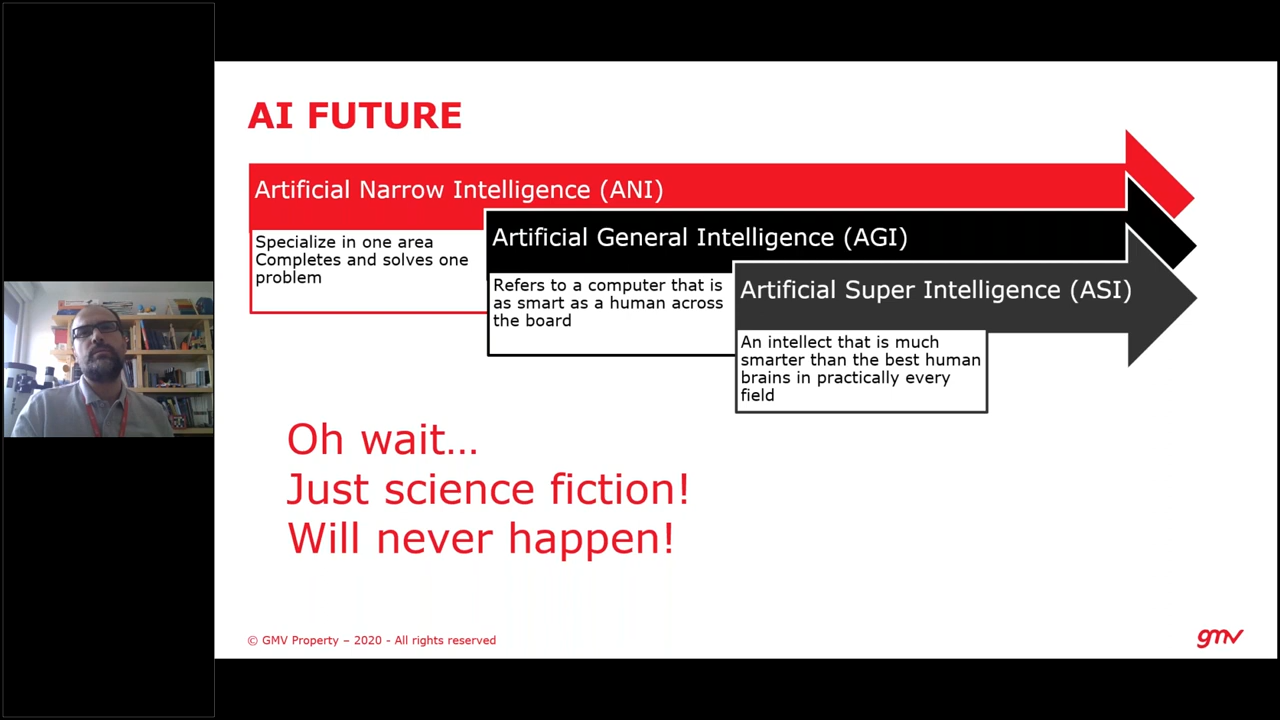 AI FUTURE
Artificial Narrow Intelligence (ANI)
Specialize in one area
Completes and solves one
problem
Artificial General Intelligence (AGI)
Refers to a computer that is
as smart as a human across
the board
Artificial Super Intelligence (ASI)
An intellect that is much
smarter than the best human
brains in practically every
field
Oh wait…
Just science fiction!
Will never happen!
© GMV Property – 2020 - All rights reserved
gmv